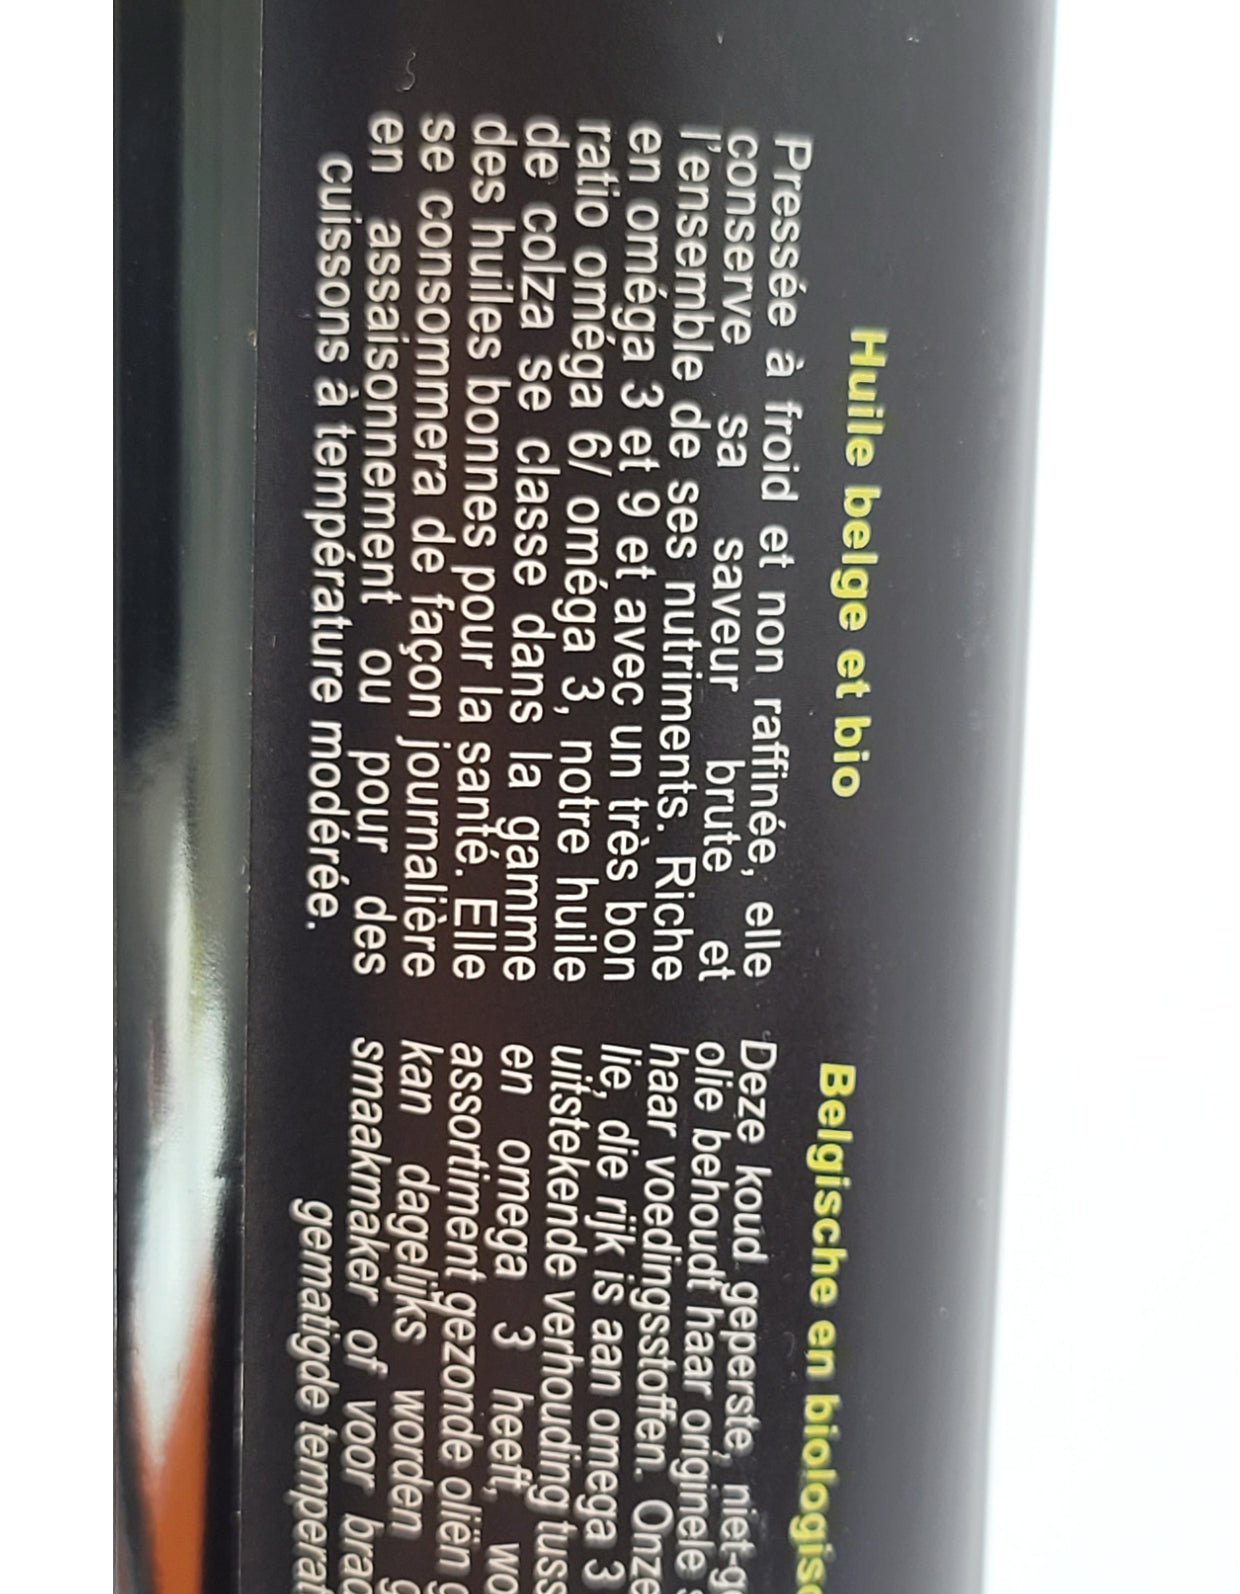 Huile belge et bio
Pressée à froid et non raffinée, elle
conserve sa saveur brute et
l'ensemble de ses nutriments. Riche
en oméga 3 et 9 et avec un très bon
ratio oméga 6/ oméga 3, notre huile
de colza se classe dans la gamme
des huiles bonnes pour la santé. Elle
se consommera de façon journalière
en assaisonnement ou pour des
cuissons à température modérée.
Belgische en
Deze koud geperste,
olie behoudt haar originele
haar voedingsstoffen. Onze
lie, die rijk is aan omega 3
uitstekende verhouding
en omega 3 heeft,
assortiment gezonde oliën
kan dagelijks worden
smaakmaker of voor
gematigde